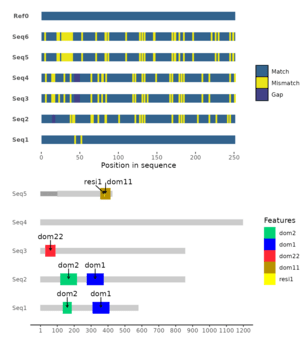 Ref0
Seq6
Seq5
Seq4
Seq3
Seq2
Seq1
0 50 100 150 200 250
Position in sequence
Match
Mismatch
Gap
resi1 dom11
Seq5
Seq4
dom22
Seq3
dom2 dom1
Seq2
dom2 dom1
Seq1
1 100 200 300 400 500 600 700 800 900 1000 1100 1200
Features
dom2
dom1
dom22
dom11
resi1